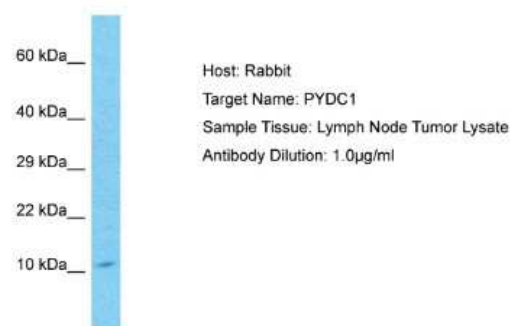 60 kDa
Host: Rabbit
Target Name: PYDC1
40 kDa
Sample Tissue: Lymph Node Tumor Lysate
Antibody Dilution: 1.0µg/ml
29 kDa
22 kDa
10 kDa